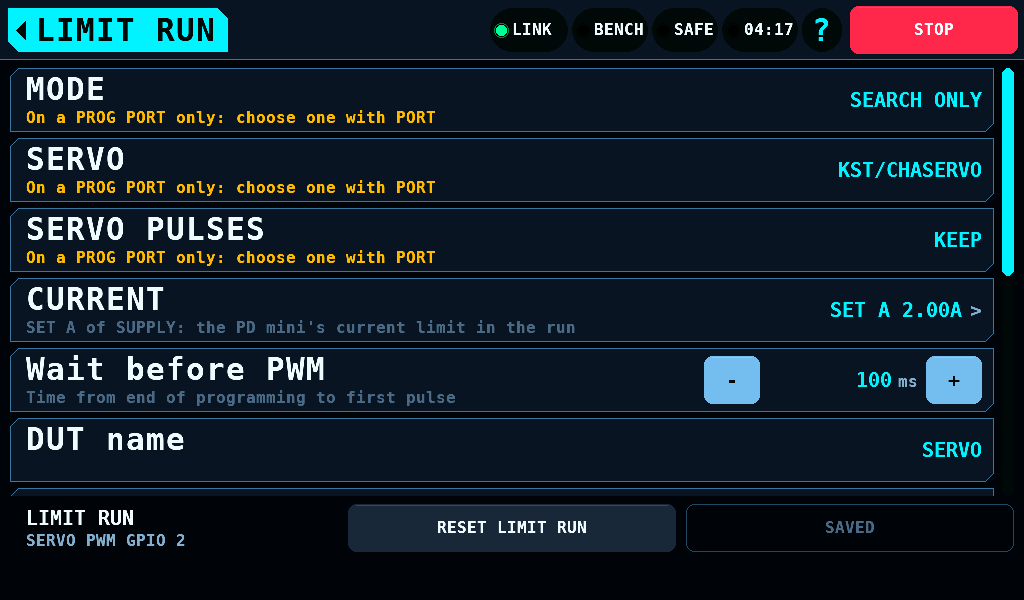 LIMIT RUN
LINK
BENCH
SAFE
04:17
?
STOP
MODE
On a PROG PORT only: choose one with PORT
SEARCH ONLY
SERVO
On a PROG PORT only: choose one with PORT
KST/CHASERVO
SERVO PULSES
On a PROG PORT only: choose one with PORT
KEEP
CURRENT
SET A of SUPPLY: the PD mini's current limit in the run
SET A 2.00A >
Wait before PWM
Time from end of programming to first pulse
- 100 ms +
DUT name
SERVO
LIMIT RUN
SERVO PWM GPIO 2
RESET LIMIT RUN
SAVED